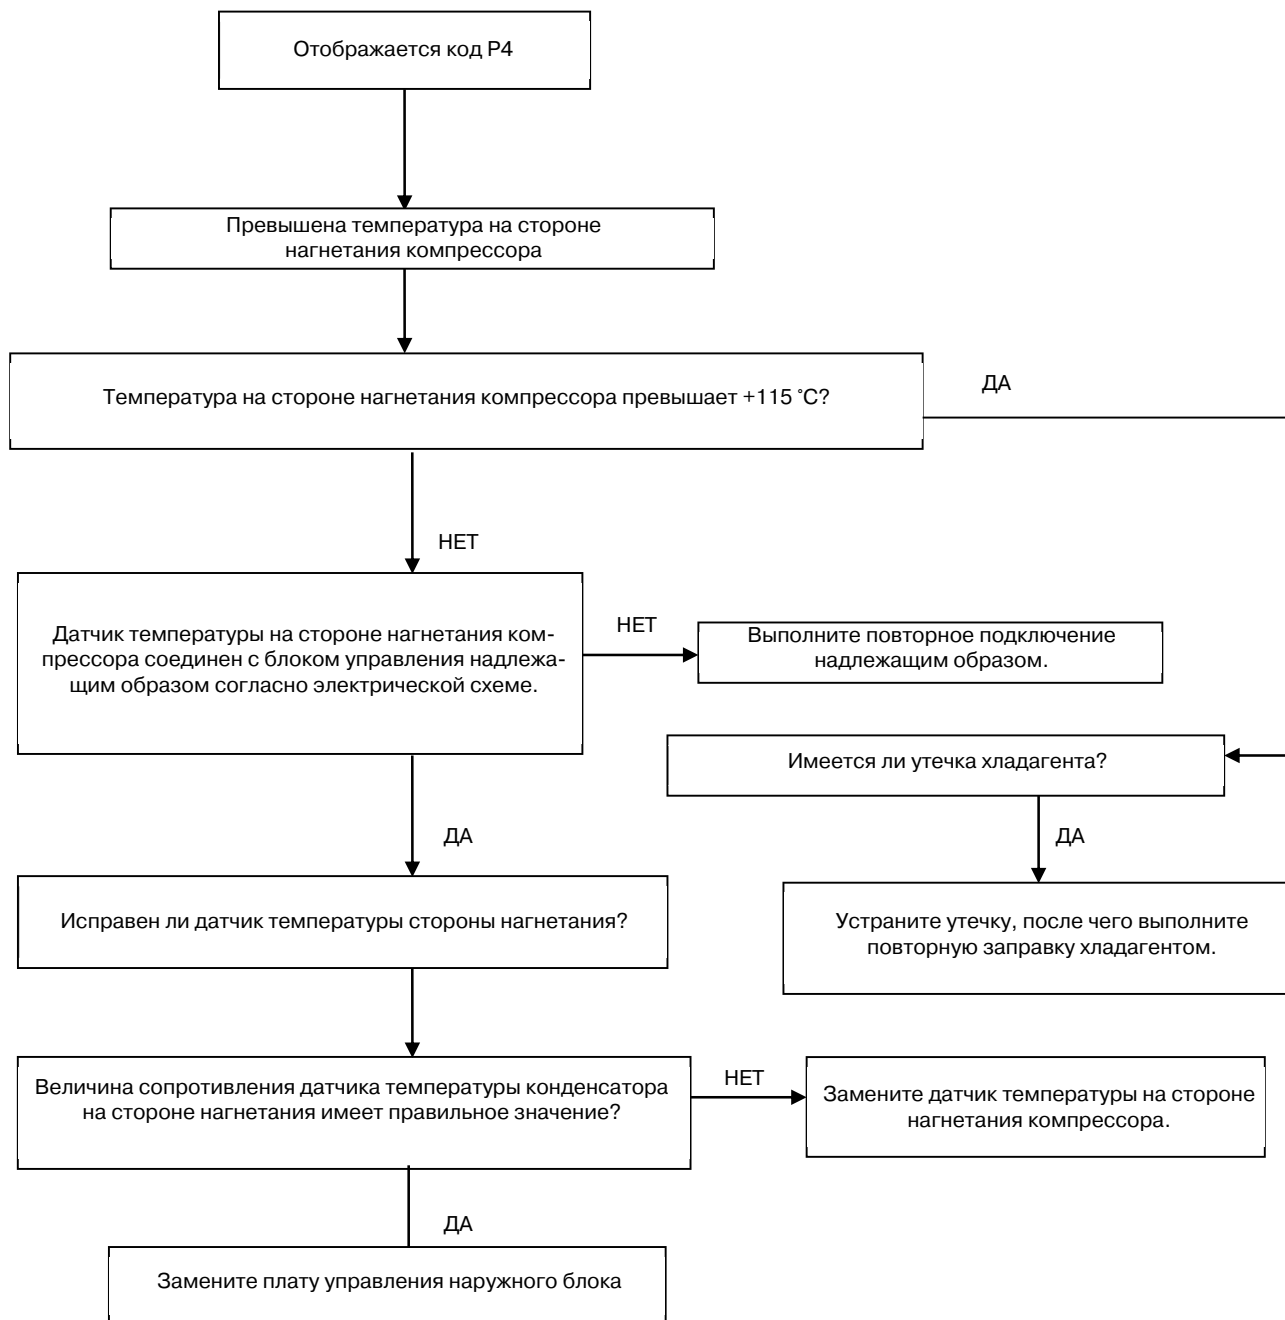 Отображается код P4
Превышена температура на стороне
нагнетания компрессора
Температура на стороне нагнетания компрессора превышает +115 ˚С?
ДА
НЕТ
Датчик температуры на стороне нагнетания ком-
прессора соединен с блоком управления надлежа-
щим образом согласно электрической схеме.
НЕТ
Выполните повторное подключение
надлежащим образом.
Имеется ли утечка хладагента?
ДА
ДА
Исправен ли датчик температуры стороны нагнетания?
Устраните утечку, после чего выполните
повторную заправку хладагентом.
Величина сопротивления датчика температуры конденсатора
на стороне нагнетания имеет правильное значение?
НЕТ
Замените датчик температуры на стороне
нагнетания компрессора.
ДА
Замените плату управления наружного блока